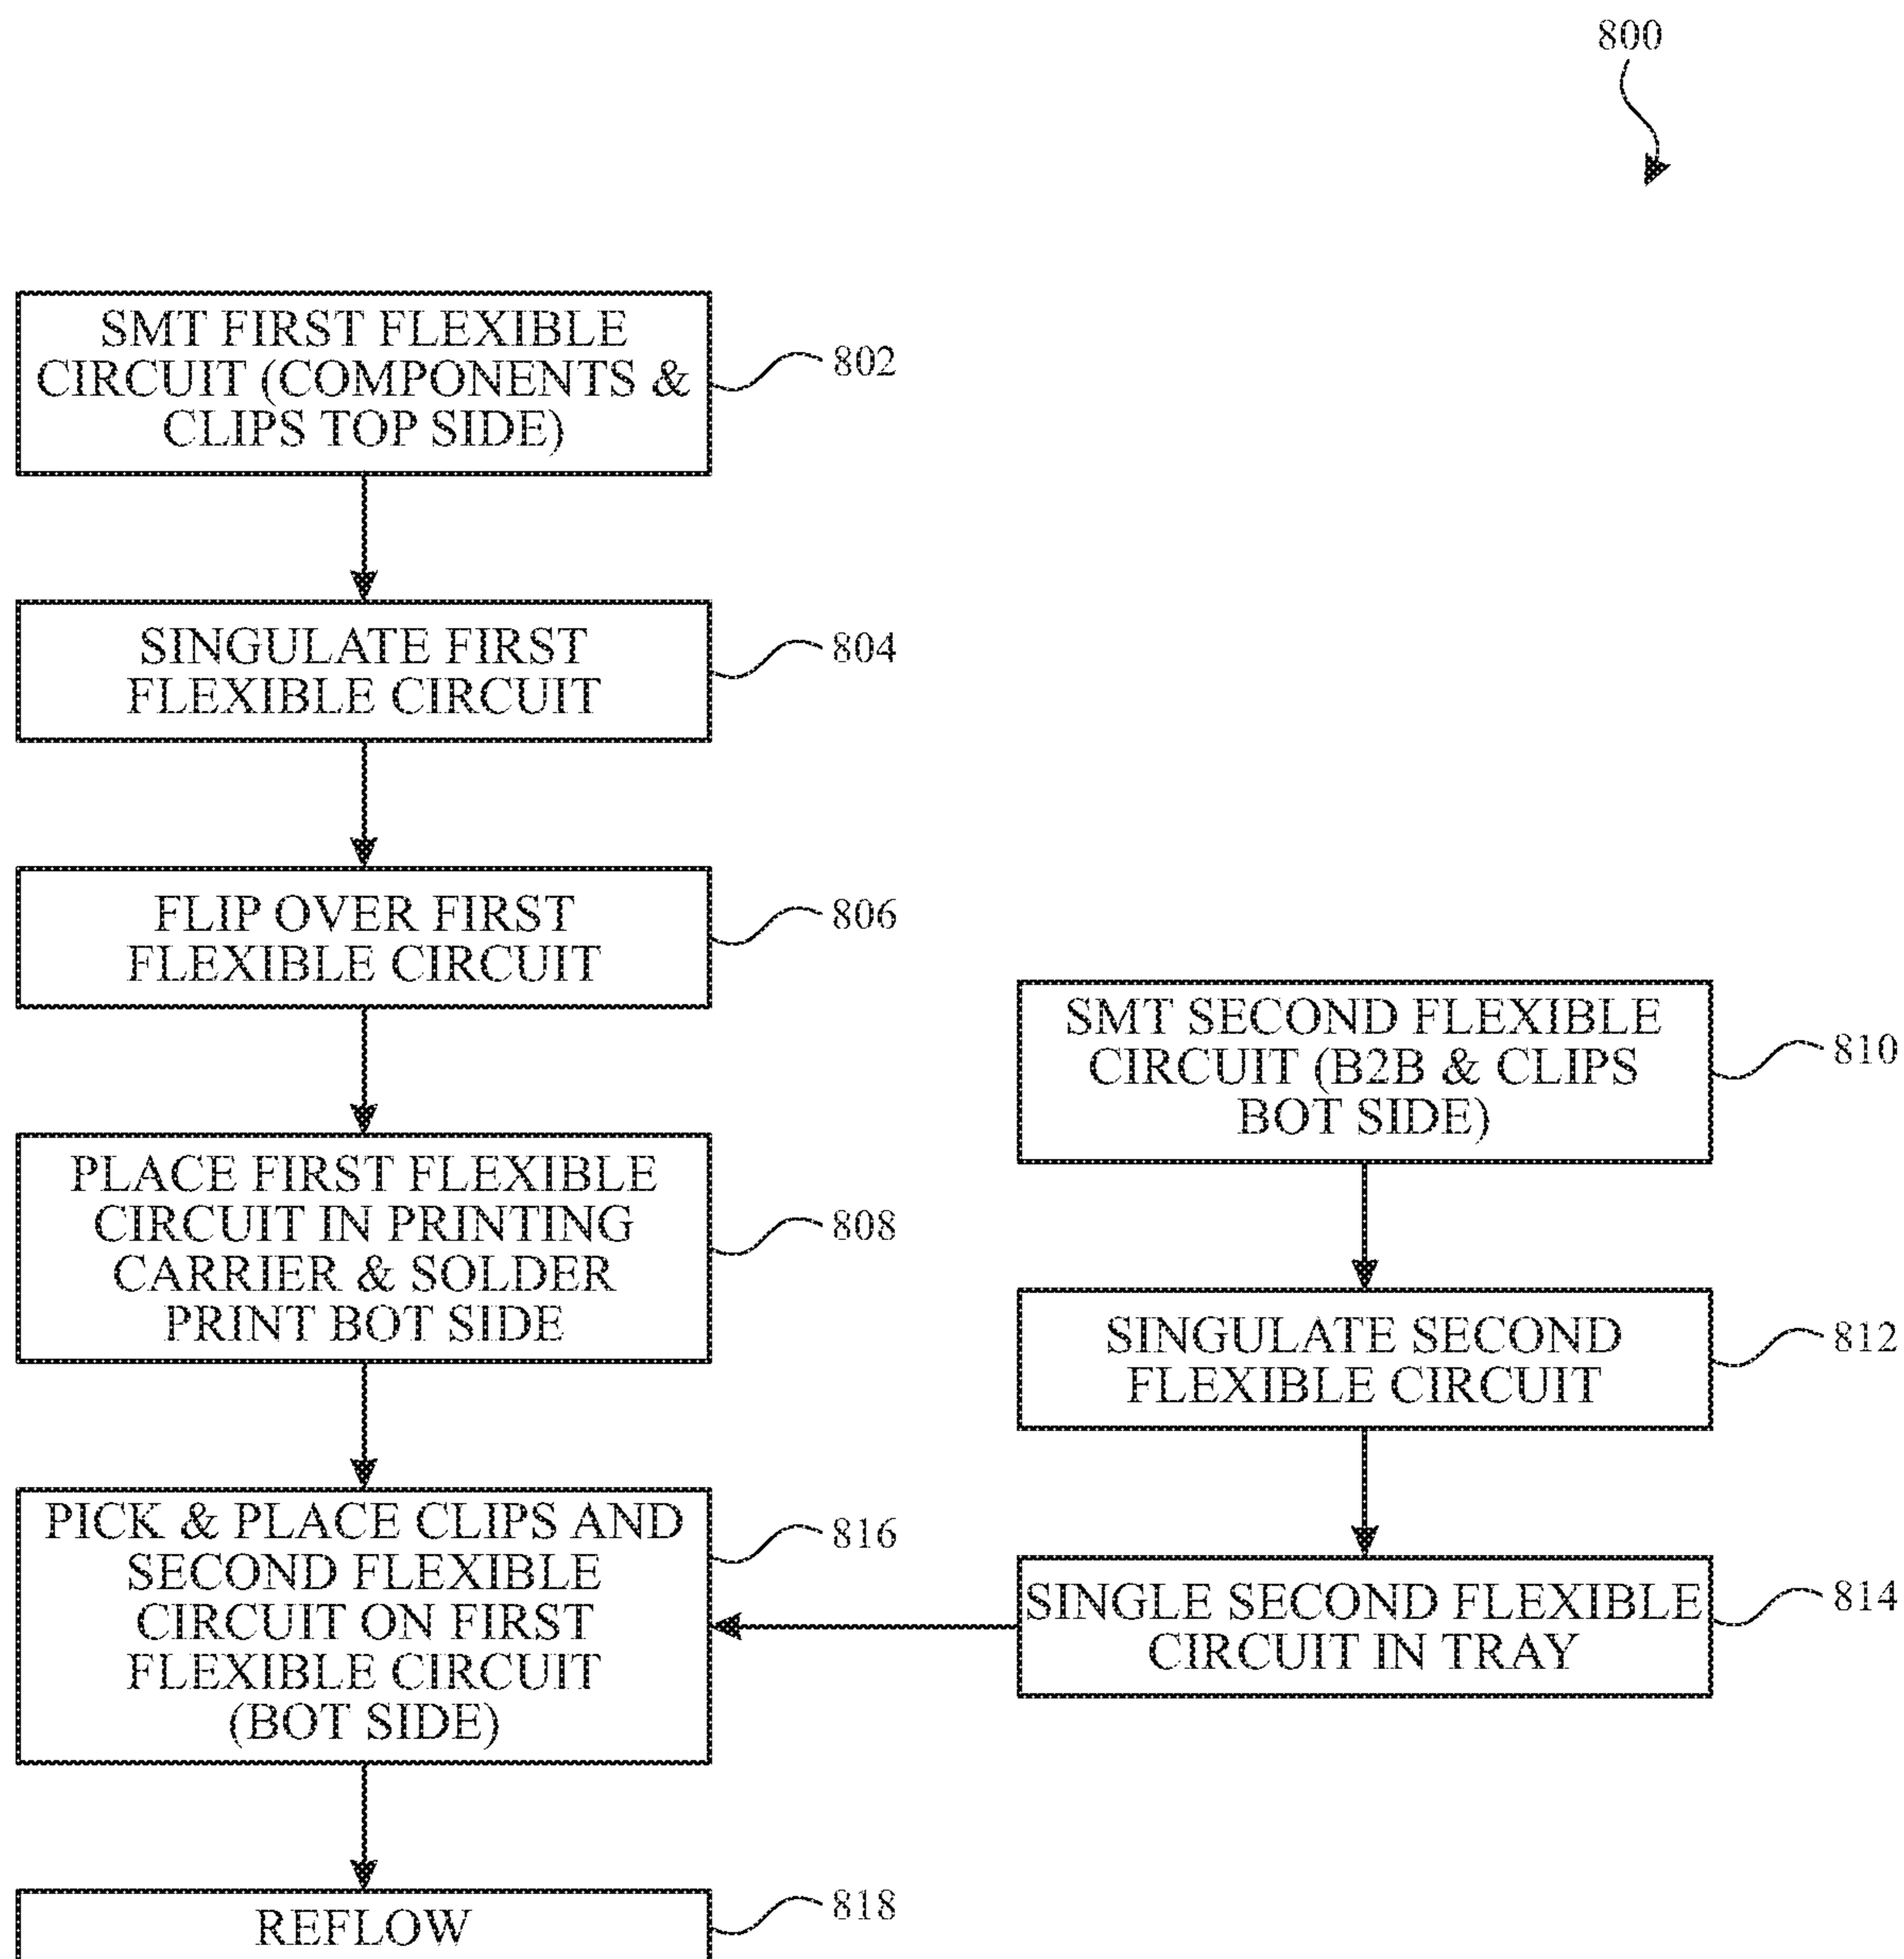 800
SMT FIRST FLEXIBLE
CIRCUIT (COMPONENTS &
CLIPS TOP SIDE)
802
SINGULATE FIRST
FLEXIBLE CIRCUIT
804
FLIP OVER FIRST
FLEXIBLE CIRCUIT
806
PLACE FIRST FLEXIBLE
CIRCUIT IN PRINTING
CARRIER & SOLDER
PRINT BOT SIDE
808
SMT SECOND FLEXIBLE
CIRCUIT (B2B & CLIPS
BOT SIDE)
810
SINGULATE SECOND
FLEXIBLE CIRCUIT
812
SINGLE SECOND FLEXIBLE
CIRCUIT IN TRAY
814
PICK & PLACE CLIPS AND
SECOND FLEXIBLE
CIRCUIT ON FIRST
FLEXIBLE CIRCUIT
(BOT SIDE)
816
REFLOW
818